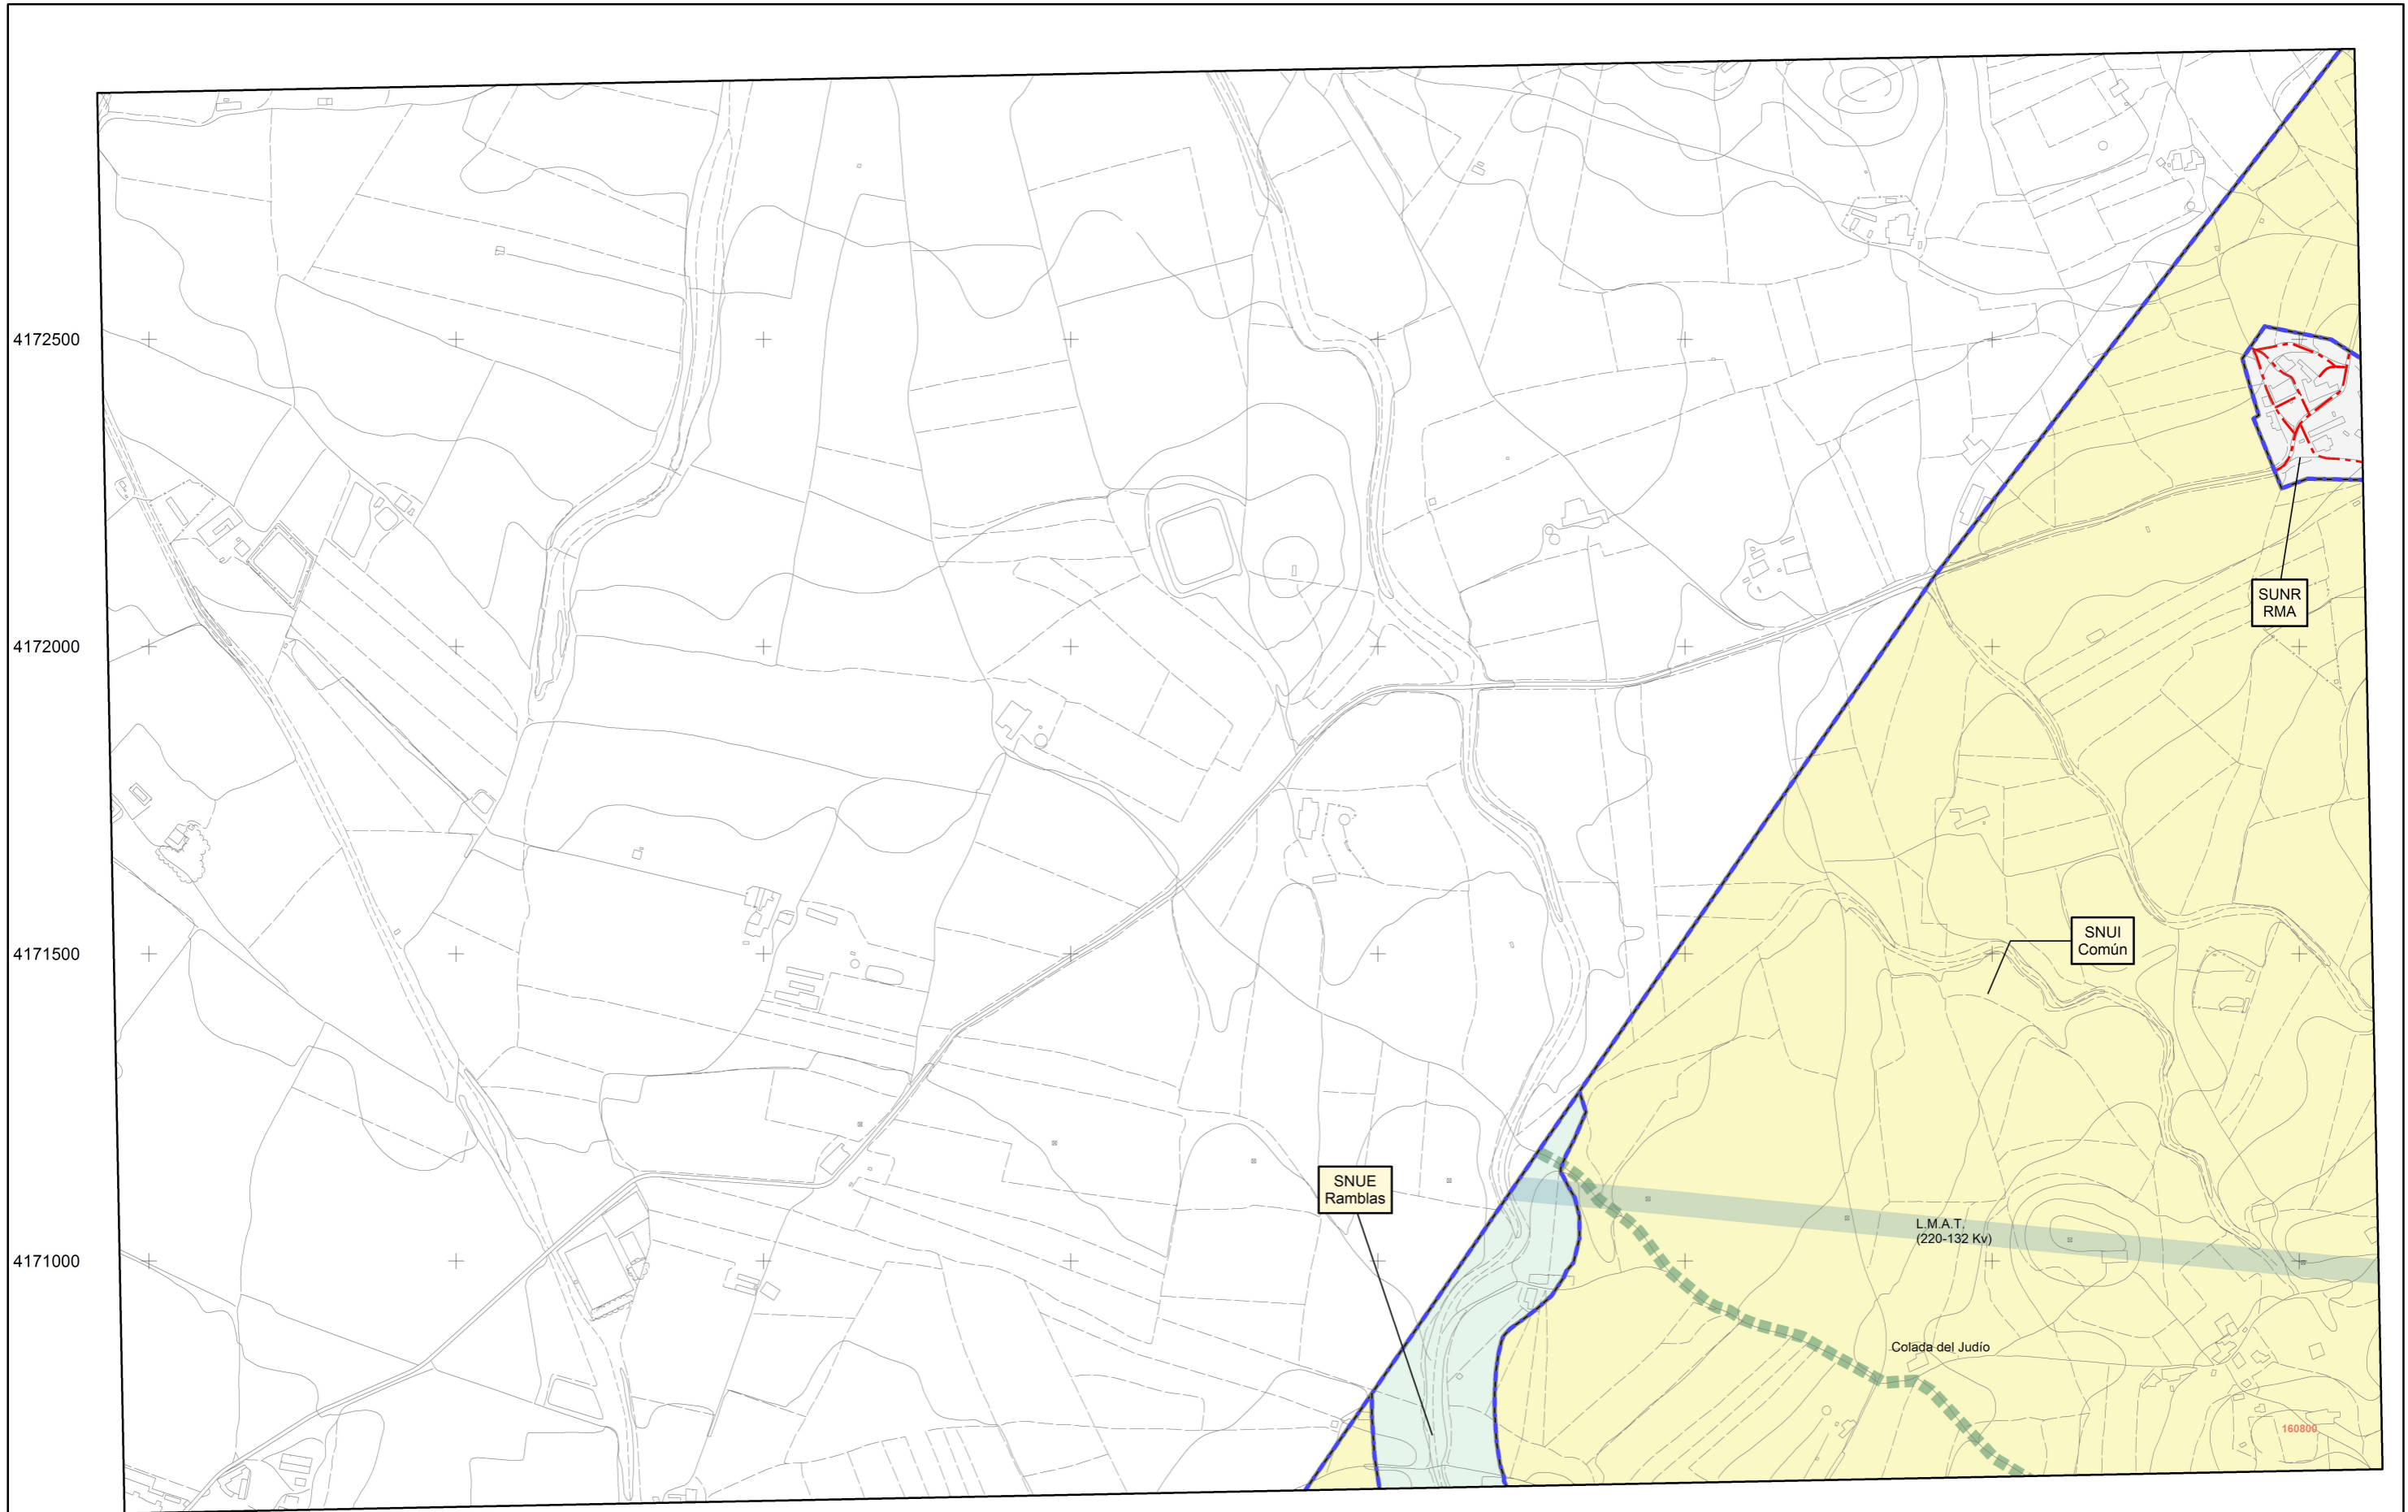 4172500
SUNR
RMA
4172000
4171500
SNUI
Común
SNUE
Ramblas
L.M.A.T.
(220-132 Kv)
4171000
Colada del Judío
160800